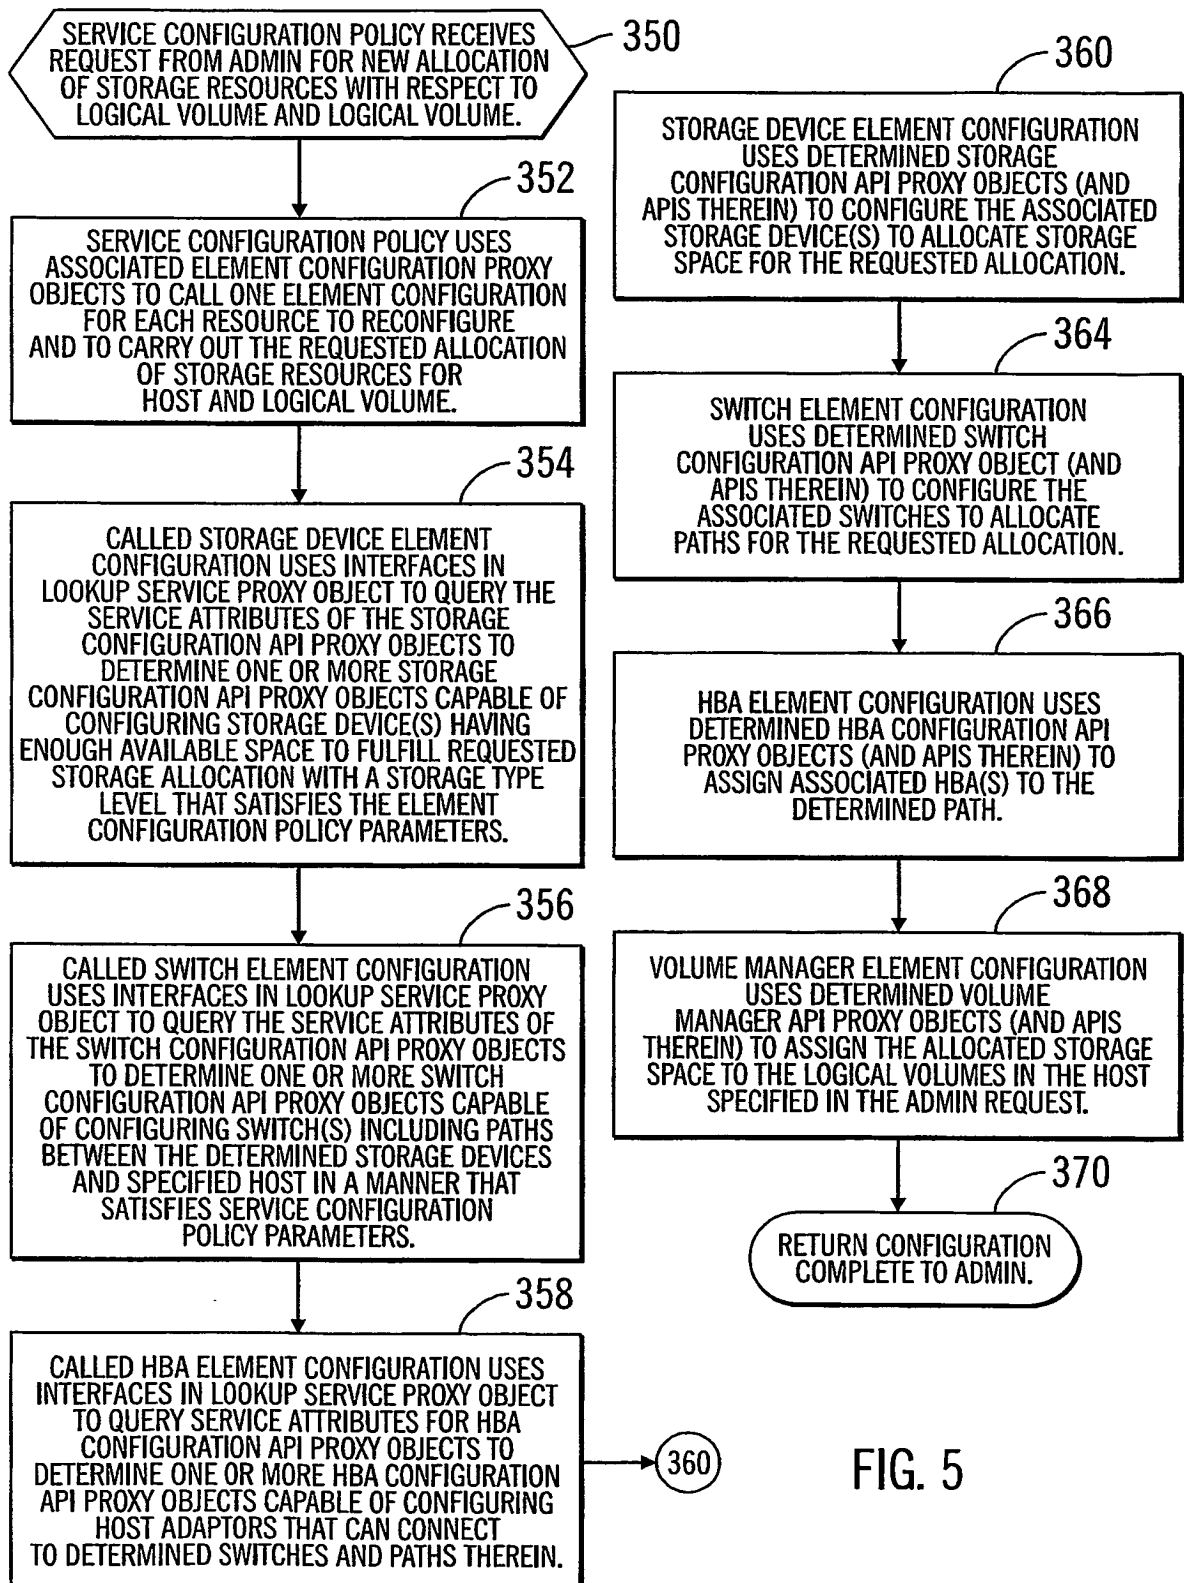 SERVICE CONFIGURATION POLICY RECEIVES
REQUEST FROM ADMIN FOR NEW ALLOCATION
OF STORAGE RESOURCES WITH RESPECT TO
LOGICAL VOLUME AND LOGICAL VOLUME.
350
352
SERVICE CONFIGURATION POLICY USES
ASSOCIATED ELEMENT CONFIGURATION PROXY
OBJECTS TO CALL ONE ELEMENT CONFIGURATION
FOR EACH RESOURCE TO RECONFIGURE
AND TO CARRY OUT THE REQUESTED ALLOCATION
OF STORAGE RESOURCES FOR
HOST AND LOGICAL VOLUME.
354
CALLED STORAGE DEVICE ELEMENT
CONFIGURATION USES INTERFACES IN
LOOKUP SERVICE PROXY OBJECT TO QUERY THE
SERVICE ATTRIBUTES OF THE STORAGE
CONFIGURATION API PROXY OBJECTS TO
DETERMINE ONE OR MORE STORAGE
CONFIGURATION API PROXY OBJECTS CAPABLE OF
CONFIGURING STORAGE DEVICE(S) HAVING
ENOUGH AVAILABLE SPACE TO FULFILL REQUESTED
STORAGE ALLOCATION WITH A STORAGE TYPE
LEVEL THAT SATISFIES THE ELEMENT
CONFIGURATION POLICY PARAMETERS.
356
CALLED SWITCH ELEMENT CONFIGURATION
USES INTERFACES IN LOOKUP SERVICE PROXY
OBJECT TO QUERY THE SERVICE ATTRIBUTES OF
THE SWITCH CONFIGURATION API PROXY OBJECTS
TO DETERMINE ONE OR MORE SWITCH
CONFIGURATION API PROXY OBJECTS CAPABLE
OF CONFIGURING SWITCH(S) INCLUDING PATHS
BETWEEN THE DETERMINED STORAGE DEVICES
AND SPECIFIED HOST IN A MANNER THAT
SATISFIES SERVICE CONFIGURATION
POLICY PARAMETERS.
358
CALLED HBA ELEMENT CONFIGURATION USES
INTERFACES IN LOOKUP SERVICE PROXY OBJECT
TO QUERY SERVICE ATTRIBUTES FOR HBA
CONFIGURATION API PROXY OBJECTS TO
DETERMINE ONE OR MORE HBA CONFIGURATION
API PROXY OBJECTS CAPABLE OF CONFIGURING
HOST ADAPTORS THAT CAN CONNECT
TO DETERMINED SWITCHES AND PATHS THEREIN.
360
360
STORAGE DEVICE ELEMENT CONFIGURATION
USES DETERMINED STORAGE
CONFIGURATION API PROXY OBJECTS (AND
APIS THEREIN) TO CONFIGURE THE ASSOCIATED
STORAGE DEVICE(S) TO ALLOCATE STORAGE
SPACE FOR THE REQUESTED ALLOCATION.
364
SWITCH ELEMENT CONFIGURATION
USES DETERMINED SWITCH
CONFIGURATION API PROXY OBJECT (AND
APIS THEREIN) TO CONFIGURE THE
ASSOCIATED SWITCHES TO ALLOCATE
PATHS FOR THE REQUESTED ALLOCATION.
366
HBA ELEMENT CONFIGURATION USES
DETERMINED HBA CONFIGURATION API
PROXY OBJECTS (AND APIS THEREIN) TO
ASSIGN ASSOCIATED HBA(S) TO THE
DETERMINED PATH.
368
VOLUME MANAGER ELEMENT CONFIGURATION
USES DETERMINED VOLUME
MANAGER API PROXY OBJECTS (AND APIS
THEREIN) TO ASSIGN THE ALLOCATED STORAGE
SPACE TO THE LOGICAL VOLUMES IN THE HOST
SPECIFIED IN THE ADMIN REQUEST.
370
RETURN CONFIGURATION
COMPLETE TO ADMIN.
FIG. 5